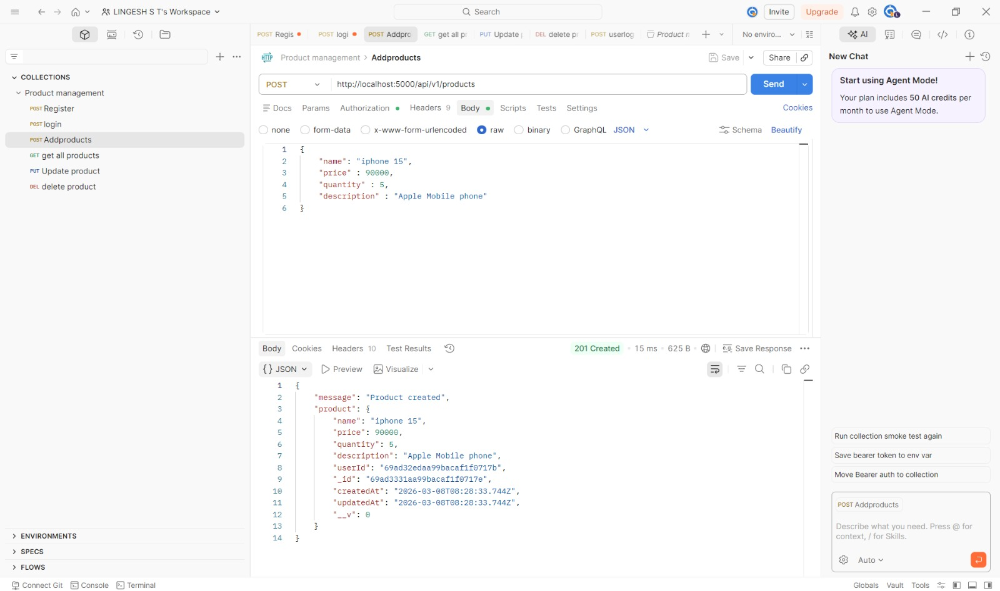 LINGESH S T's Workspace
Search
Invite
Upgrade
POST Regis
POST logi
POST Addpro
GET get all pr
PUT Update p
DEL delete pr
POST userlog
Product n
No enviro...
AI
COLLECTIONS
Product management
POST Register
POST login
POST Addproducts
GET get all products
PUT Update product
DEL delete product
ENVIRONMENTS
SPECS
FLOWS
HTTP Product management > Addproducts
Save
Share
POST http://localhost:5000/api/v1/products
Send
Docs Params Authorization Headers 9 Body Scripts Tests Settings Cookies
none form-data x-www-form-urlencoded raw binary GraphQL JSON Schema Beautify
1 {
2 "name": "iphone 15",
3 "price" : 90000,
4 "quantity" : 5,
5 "description" : "Apple Mobile phone"
6 }
Body Cookies Headers 10 Test Results 201 Created • 15 ms • 625 B • e.g. Save Response
{} JSON Preview Visualize
1 {
2 "message": "Product created",
3 "product": {
4 "name": "iphone 15",
5 "price": 90000,
6 "quantity": 5,
7 "description": "Apple Mobile phone",
8 "userId": "69ad32edaa99bacaf1f0717b",
9 "_id": "69ad3331aa99bacaf1f0717e",
10 "createdAt": "2026-03-08T08:28:33.744Z",
11 "updatedAt": "2026-03-08T08:28:33.744Z",
12 "__v": 0
13 }
14 }
New Chat
Start using Agent Mode!
Your plan includes 50 AI credits per
month to use Agent Mode.
Run collection smoke test again
Save bearer token to env var
Move Bearer auth to collection
POST Addproducts
Describe what you need. Press @ for
context, / for Skills.
Auto
Connect Git Console Terminal
Globals Vault Tools